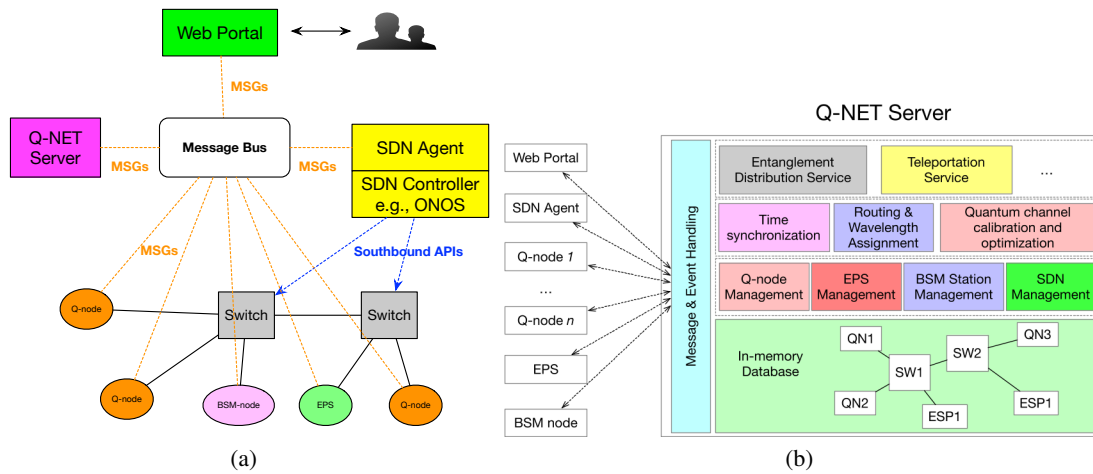 Web Portal
MSGs
Q-NET
Server
MSGs
Message Bus
MSGs
SDN Agent
SDN Controller
e.g., ONOS
MSGs
Southbound APIs
Q-node
Switch
Switch
Q-node
BSM-node
EPS
Q-node
(a)
Q-NET Server
Web Portal
SDN Agent
Q-node 1
...
Q-node n
EPS
BSM node
Message & Event Handling
Entanglement
Distribution Service
Teleportation
Service
...
Time
synchronization
Routing &
Wavelength
Assignment
Quantum channel
calibration and
optimization
Q-node
Management
EPS
Management
BSM Station
Management
SDN
Management
In-memory
Database
QN1
QN2
SW1
SW2
QN3
ESP1
ESP1
(b)